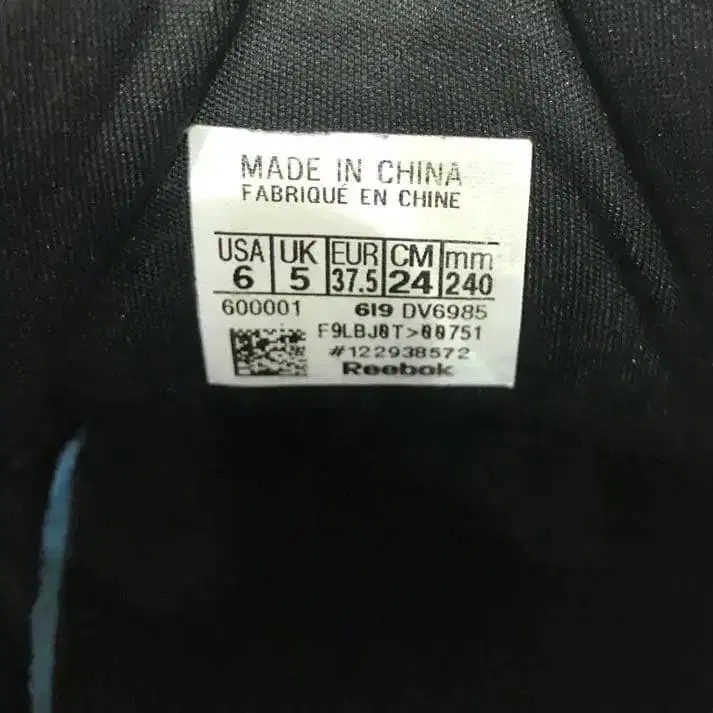 MADE IN CHINA
FABRIQUÉ EN CHINE
USA UK EUR CM mm
6 5 37.5 24 240
600001 619 DV6985
F9LBJ0T>00751
#122938572
Reebok